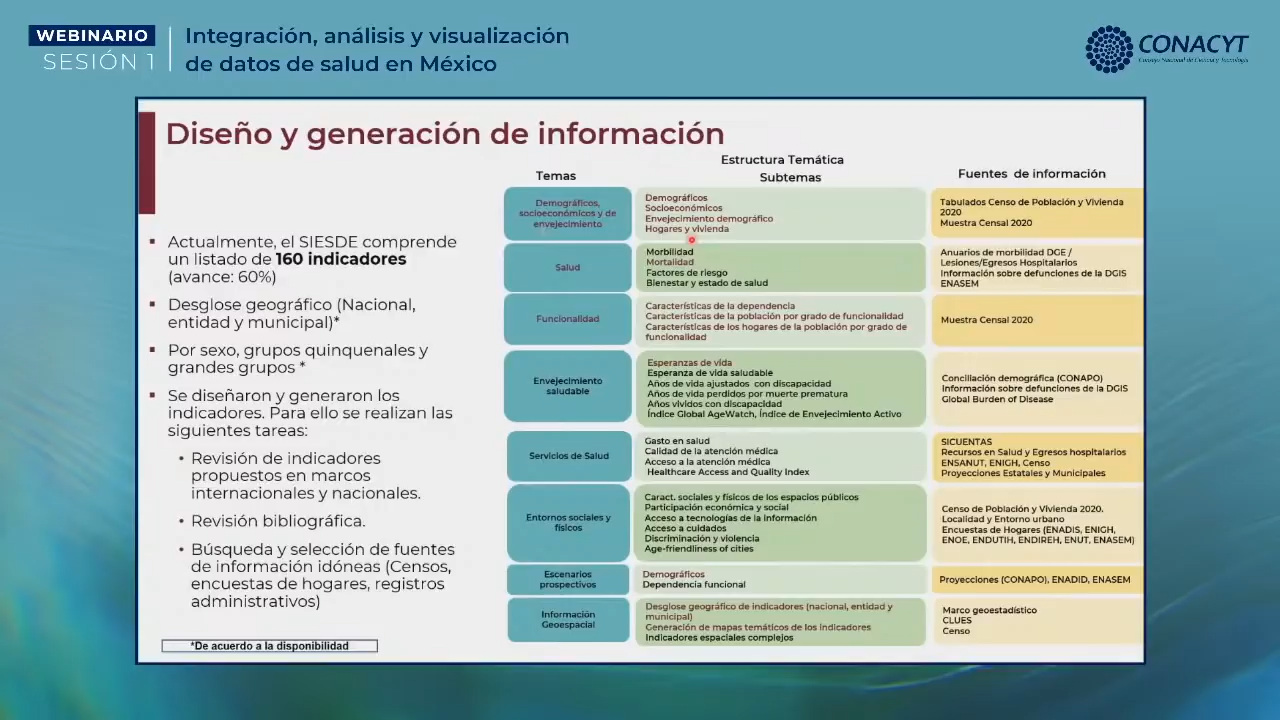 WEBINARIO
SESIÓN 1
Integración, análisis y visualización
de datos de salud en México
CONACYT
Consejo Nacional de Ciencia y Tecnología
Diseño y generación de información
Actualmente, el SIESDE comprende
un listado de 160 indicadores
(avance: 60%)
Desglose geográfico (Nacional,
entidad y municipal)*
Por sexo, grupos quinquenales y
grandes grupos *
Se diseñaron y generaron los
indicadores. Para ello se realizan las
siguientes tareas:
Revisión de indicadores
propuestos en marcos
internacionales y nacionales.
Revisión bibliográfica.
Búsqueda y selección de fuentes
de información idóneas (Censos,
encuestas de hogares, registros
administrativos)
*De acuerdo a la disponibilidad
Estructura Temática
Temas
Subtemas
Fuentes de información
Demográficos,
socioeconómicos y de
envejecimiento
Demográficos
Socioeconómicos
Envejecimiento demográfico
Hogares y vivienda
Tabulados Censo de Población y Vivienda
2020
Muestra Censal 2020
Salud
Morbilidad
Mortalidad
Factores de riesgo
Bienestar y estado de salud
Anuarios de morbilidad DGE /
Lesiones/Egresos Hospitalarios
Información sobre defunciones de la DGIS
ENASEM
Funcionalidad
Características de la dependencia
Características de la población por grado de funcionalidad
Características de los hogares de la población por grado de
funcionalidad
Muestra Censal 2020
Envejecimiento
saludable
Esperanzas de vida
Esperanza de vida saludable
Años de vida ajustados con discapacidad
Años de vida perdidos por muerte prematura
Años vividos con discapacidad
Índice Global AgeWatch, Índice de Envejecimiento Activo
Conciliación demográfica (CONAPO)
Información sobre defunciones de la DGIS
Global Burden of Disease
Servicios de Salud
Gasto en salud
Calidad de la atención médica
Acceso a la atención médica
Healthcare Access and Quality Index
SICUENTAS
Recursos en Salud y Egresos hospitalarios
ENSANUT, ENIGH, Censo
Proyecciones Estatales y Municipales
Entornos sociales y
físicos
Caract. sociales y físicos de los espacios públicos
Participación económica y social
Acceso a tecnologías de la información
Acceso a cuidados
Discriminación y violencia
Age-friendliness of cities
Censo de Población y Vivienda 2020.
Localidad y Entorno urbano
Encuestas de Hogares (ENADIS, ENIGH,
ENOE, ENDUTIH, ENDIREH, ENUT, ENASEM)
Escenarios
prospectivos
Demográficos
Dependencia funcional
Proyecciones (CONAPO), ENADID, ENASEM
Información
Geoespacial
Desglose geográfico de indicadores (nacional, entidad y
municipal)
Generación de mapas temáticos de los indicadores
Indicadores espaciales complejos
Marco geoestadístico
CLUES
Censo